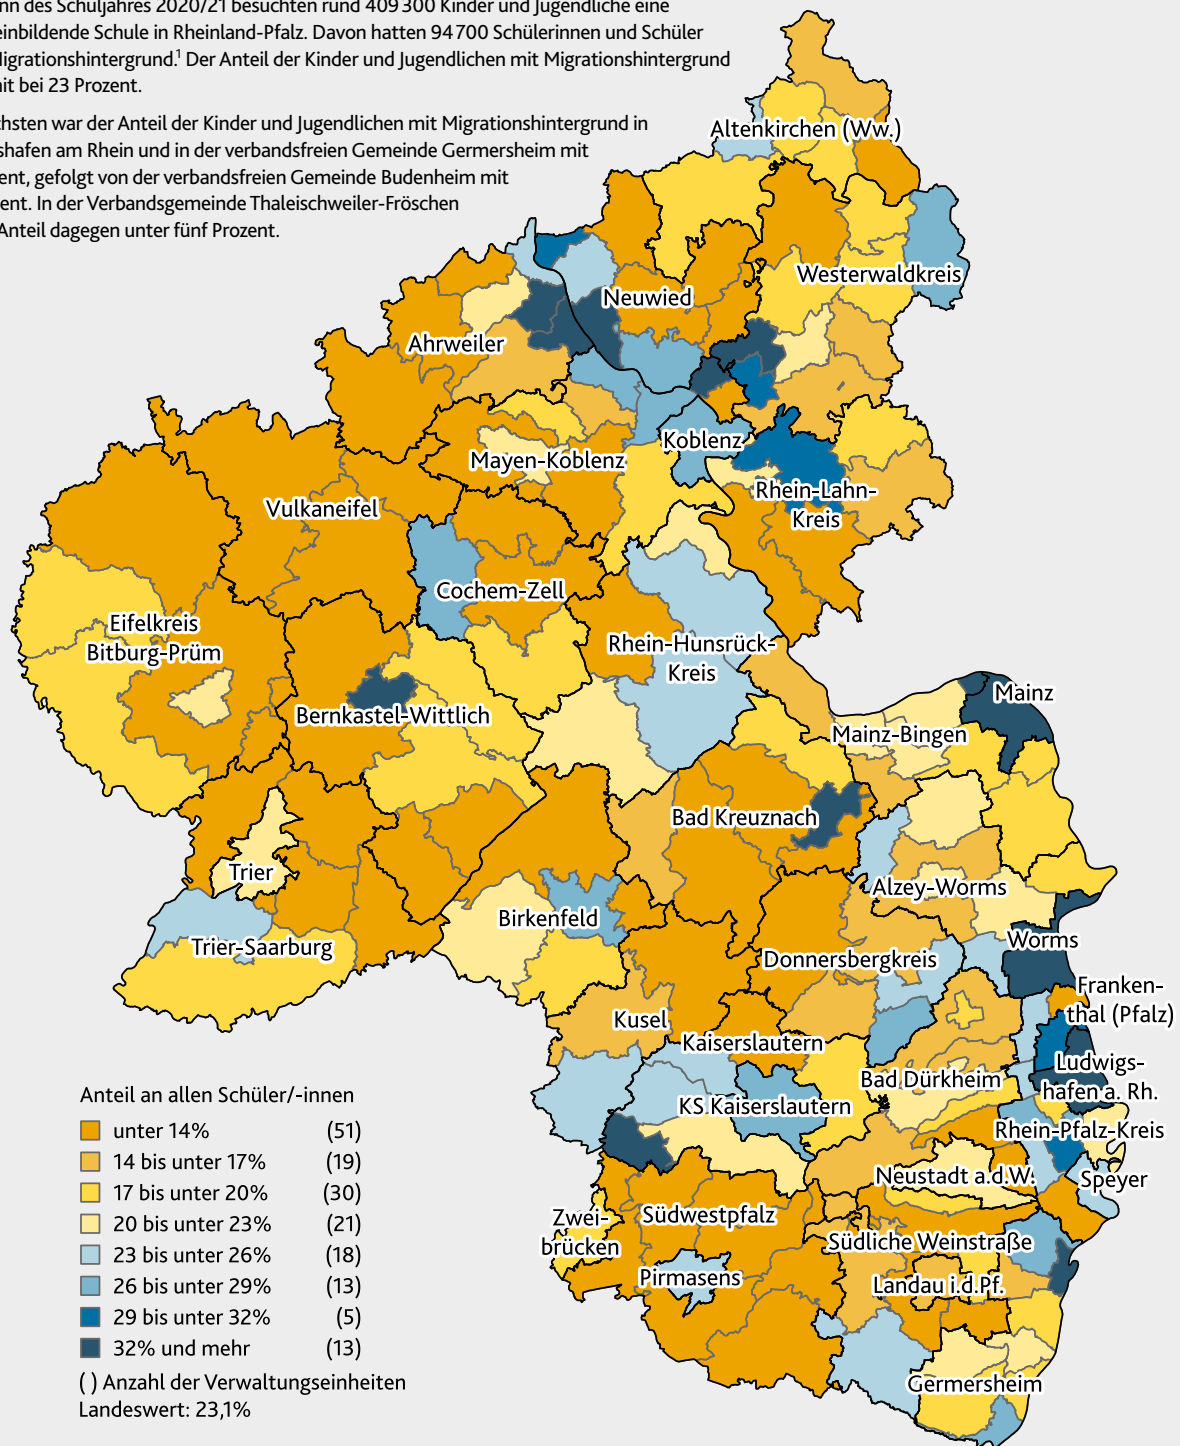 nn des Schuljahres 2020/21 besuchten rund 409 300 Kinder und Jugendliche eine
einbildende Schule in Rheinland-Pfalz. Davon hatten 94 700 Schülerinnen und Schüler
Migrationshintergrund.¹ Der Anteil der Kinder und Jugendlichen mit Migrationshintergrund
it bei 23 Prozent.
chsten war der Anteil der Kinder und Jugendlichen mit Migrationshintergrund in
shafen am Rhein und in der verbandsfreien Gemeinde Germersheim mit
ent, gefolgt von der verbandsfreien Gemeinde Budenheim mit
ent. In der Verbandsgemeinde Thaleischweiler-Fröschen
Anteil dagegen unter fünf Prozent.
Altenkirchen (Ww.)
Westerwaldkreis
Neuwied
Ahrweiler
Koblenz
Mayen-Koblenz
Rhein-Lahn-
Kreis
Vulkaneifel
Cochem-Zell
Eifelkreis
Bitburg-Prüm
Rhein-Hunsrück-
Kreis
Mainz
Bernkastel-Wittlich
Mainz-Bingen
Bad Kreuznach
Trier
Alzey-Worms
Birkenfeld
Worms
Trier-Saarburg
Donnersbergkreis
Franken-
thal (Pfalz)
Kusel
Kaiserslautern
Ludwigs-
hafen a. Rh.
Bad Dürkheim
KS.Kaiserslautern
Rhein-Pfalz-Kreis
Neustadt a.d.W.
Speyer
Südwestpfalz
Zwei-
brücken
Südliche Weinstraße
Pirmasens
Landau i.d.Pf.
Germersheim
Anteil an allen Schüler/-innen
unter 14% (51)
14 bis unter 17% (19)
17 bis unter 20% (30)
20 bis unter 23% (21)
23 bis unter 26% (18)
26 bis unter 29% (13)
29 bis unter 32% (5)
32% und mehr (13)
( ) Anzahl der Verwaltungseinheiten
Landeswert: 23,1%